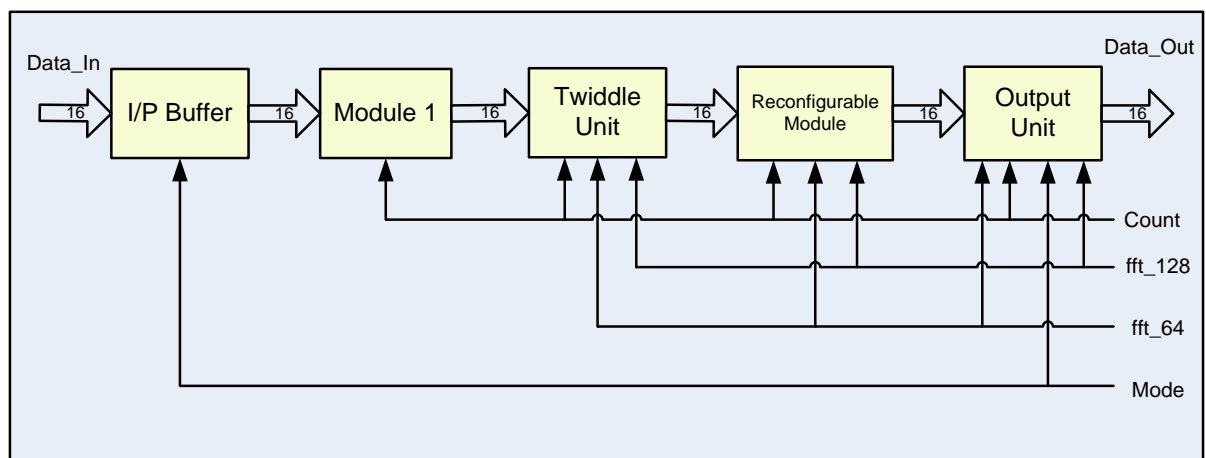 Data_In
Data_Out
16
I/P Buffer
16
Module 1
16
Twiddle
Unit
16
Reconfigurable
Module
16
Output
Unit
16
Count
fft_128
fft_64
Mode